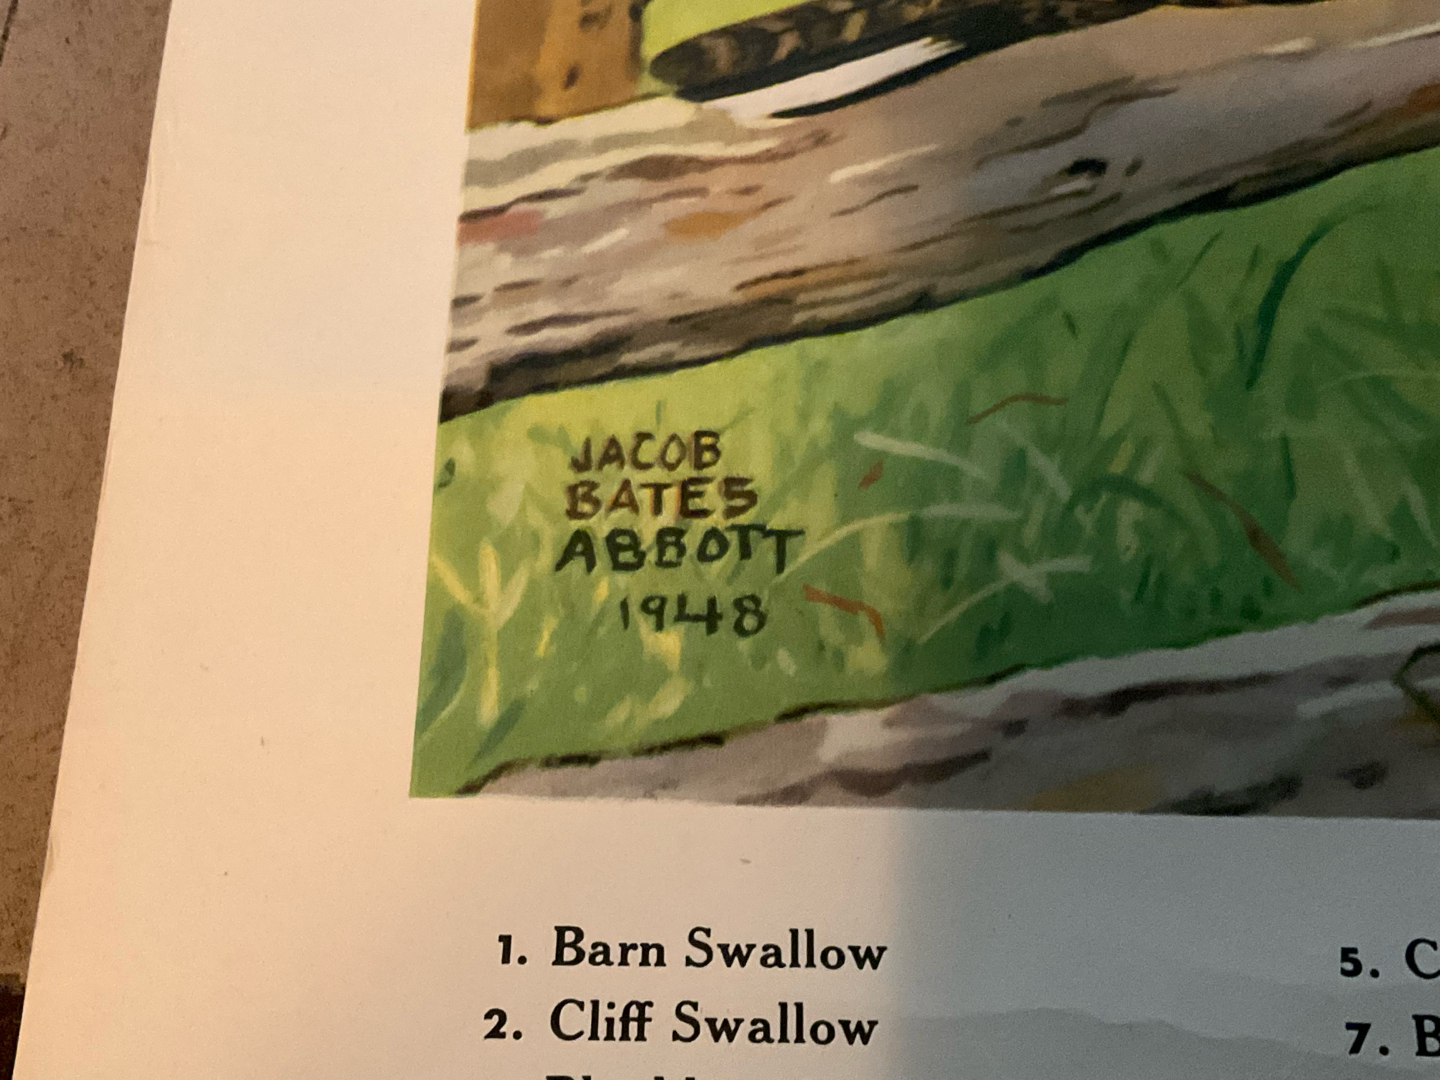 JACOB
BATES
ABBOTT
1948
1. Barn Swallow
2. Cliff Swallow
5. C
7. B